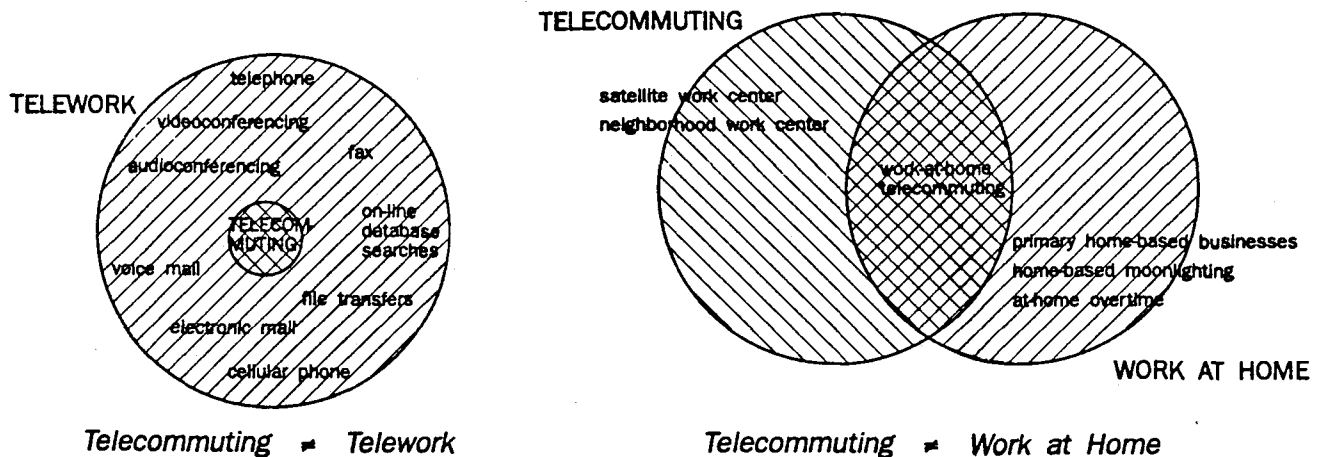 TELEWORK
telephone
videoconferencing
audioconferencing
fax
TELECOM-
MUTING
on-line
database
searches
voice mail
file transfers
electronic mail
cellular phone
Telecommuting ≠ Telework
TELECOMMUTING
satellite work center
neighborhood work center
work-at-home
telecommuting
primary home-based businesses
home-based moonlighting
at-home overtime
WORK AT HOME
Telecommuting ≠ Work at Home